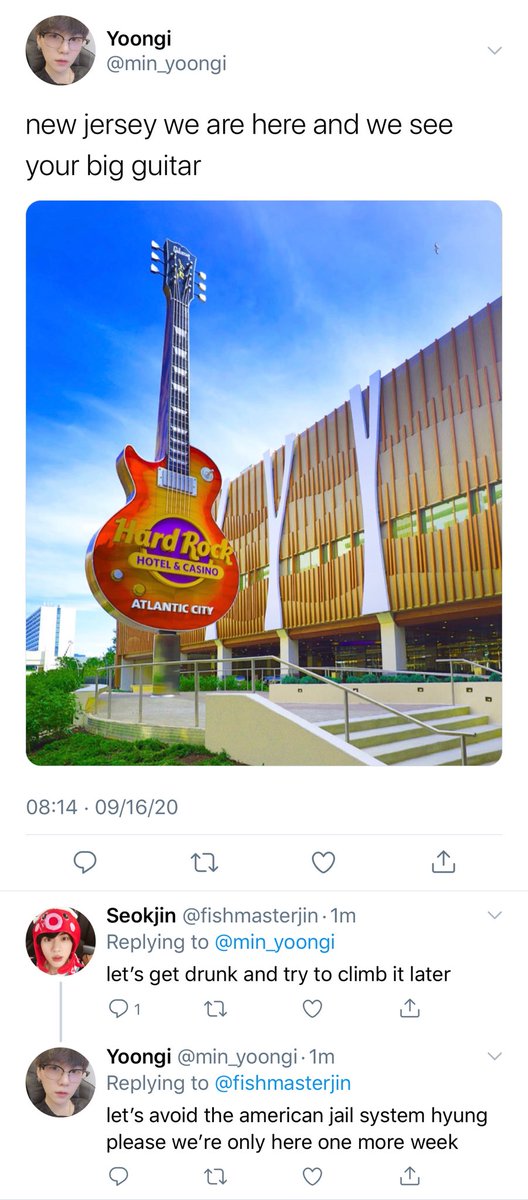 Yoongi
@min_yoongi
new jersey we are here and we see
your big guitar
Gibson
Hard Rock
HOTEL & CASINO
ATLANTIC CITY
08:14 · 09/16/20
Seokjin @fishmasterjin · 1m
Replying to @min_yoongi
let’s get drunk and try to climb it later
1
Yoongi @min_yoongi · 1m
Replying to @fishmasterjin
let’s avoid the american jail system hyung
please we’re only here one more week